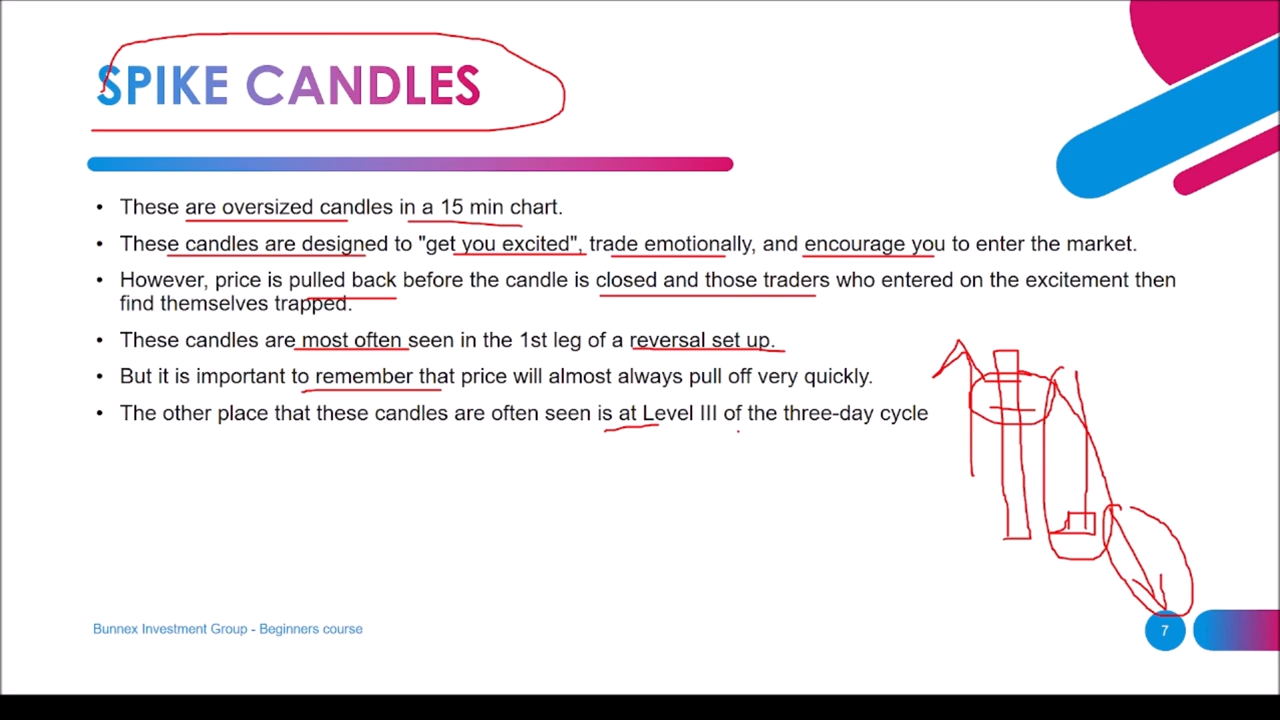 SPIKE CANDLES
• These are oversized candles in a 15 min chart.
• These candles are designed to "get you excited", trade emotionally, and encourage you to enter the market.
• However, price is pulled back before the candle is closed and those traders who entered on the excitement then
find themselves trapped.
• These candles are most often seen in the 1st leg of a reversal set up.
• But it is important to remember that price will almost always pull off very quickly.
• The other place that these candles are often seen is at Level III of the three-day cycle
Bunnex Investment Group - Beginners course
7